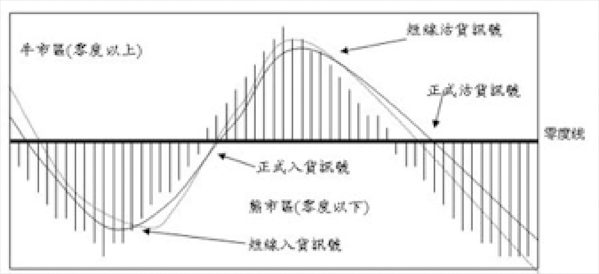 短線沽貨訊號
牛市區(零度以上)
正式沽貨訊號
零度线
正式入貨訊號
熊市區(零度以下)
短線入貨訊號